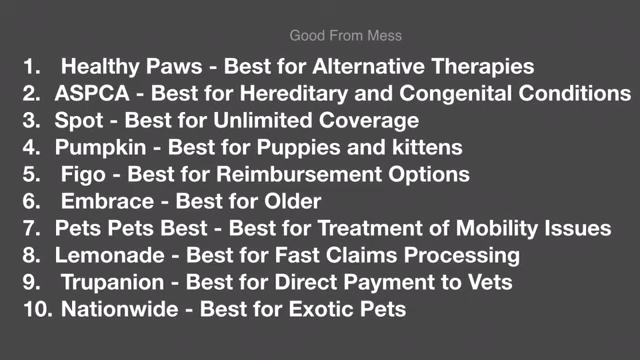 Good From Mess
1. Healthy Paws - Best for Alternative Therapies
2. ASPCA - Best for Hereditary and Congenital Conditions
3. Spot - Best for Unlimited Coverage
4. Pumpkin - Best for Puppies and kittens
5. Figo - Best for Reimbursement Options
6. Embrace - Best for Older
7. Pets Pets Best - Best for Treatment of Mobility Issues
8. Lemonade - Best for Fast Claims Processing
9. Trupanion - Best for Direct Payment to Vets
10. Nationwide - Best for Exotic Pets